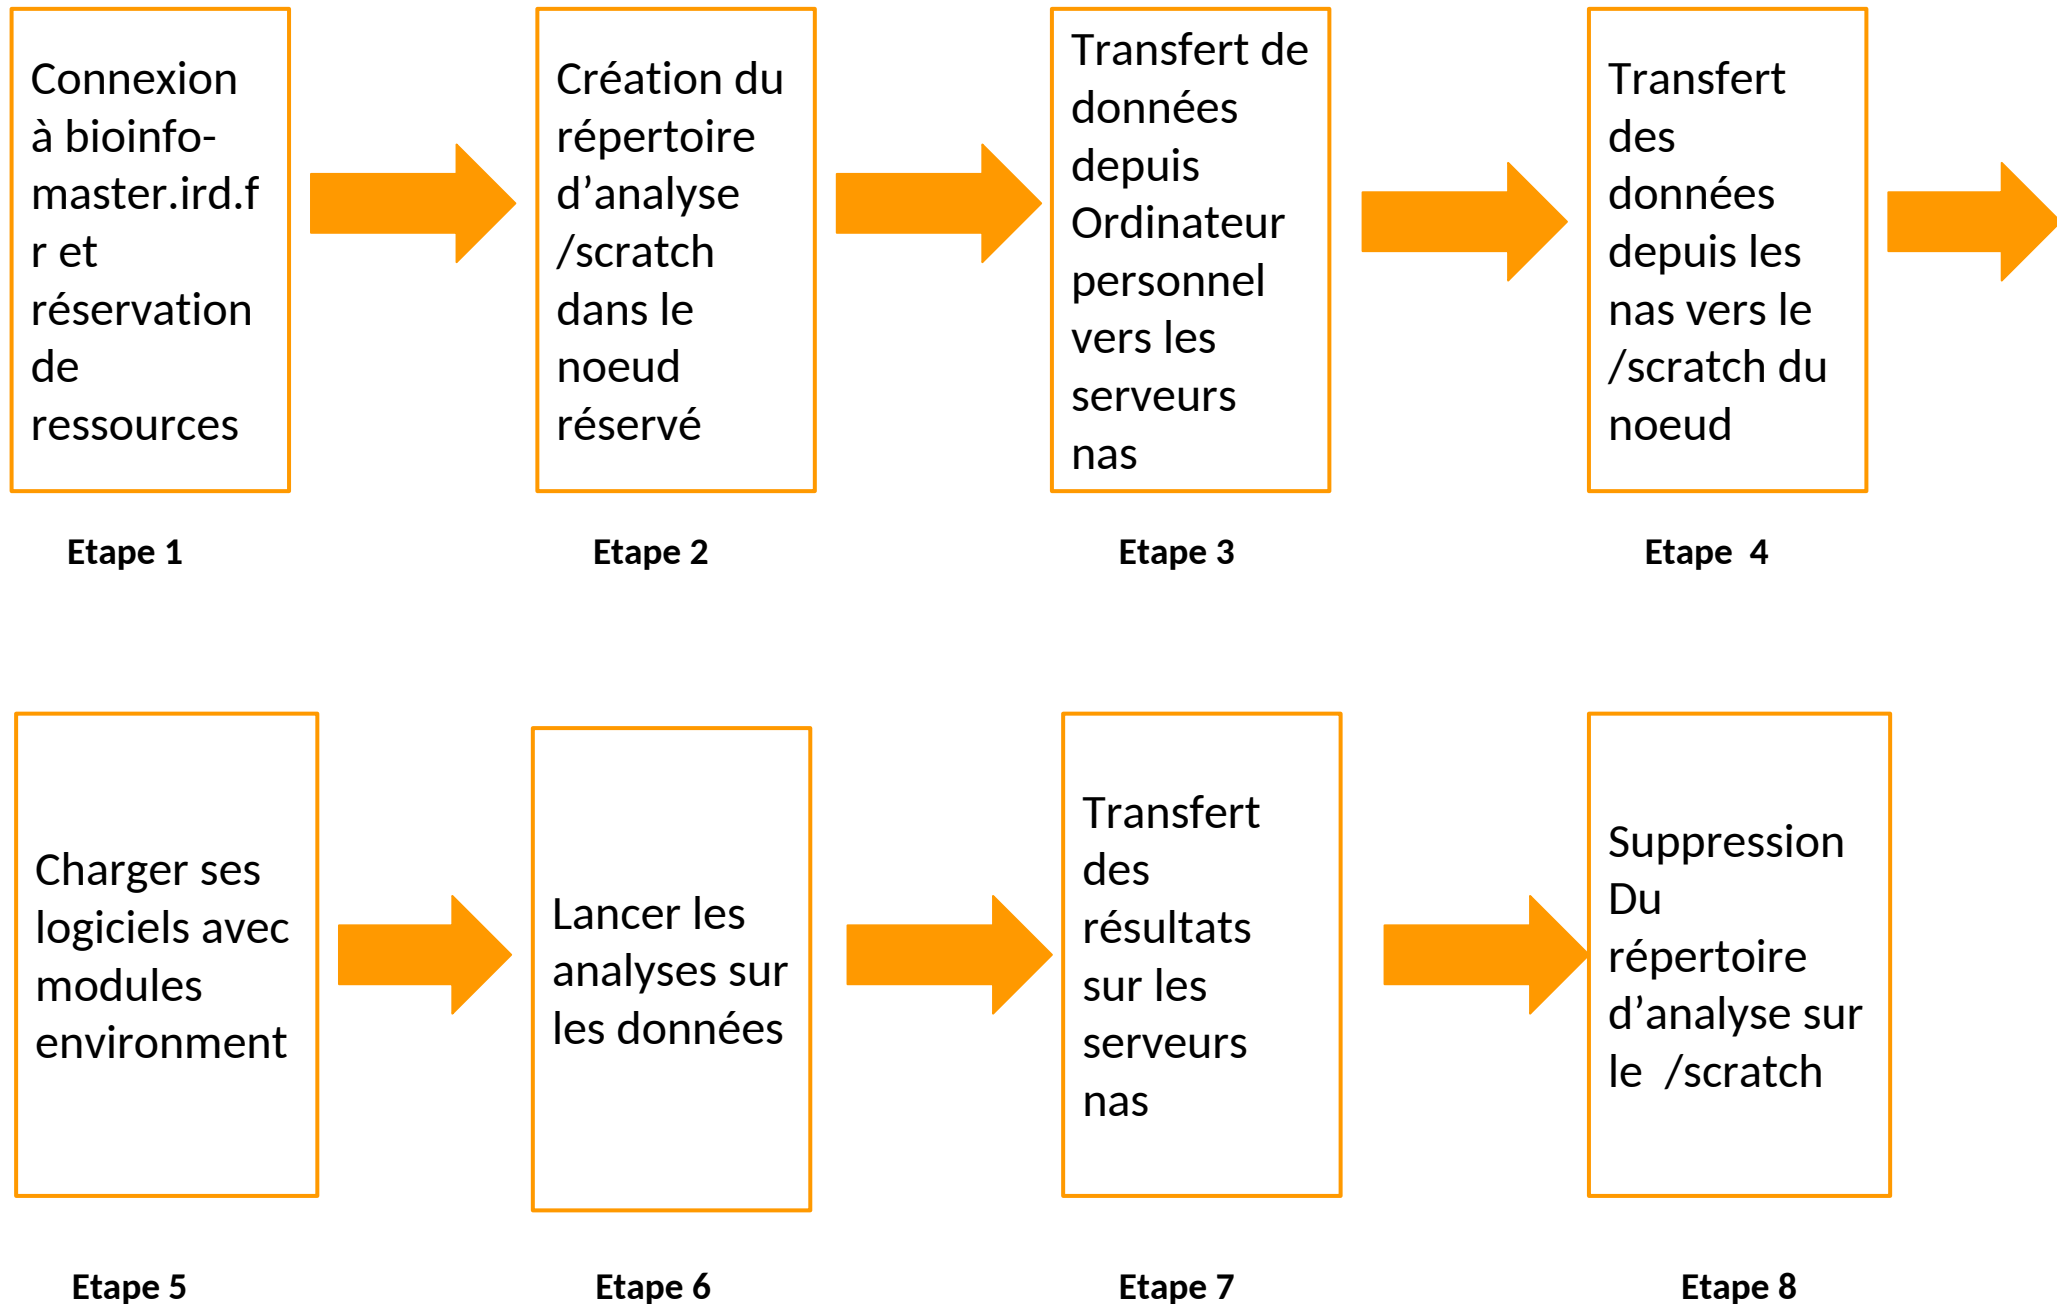 Connexion
à bioinfo-
master.ird.f
r et
réservation
de
ressources
Création du
répertoire
d’analyse
/scratch
dans le
noeud
réservé
Transfert de
données
depuis
Ordinateur
personnel
vers les
serveurs
nas
Transfert
des
données
depuis les
nas vers le
/scratch du
noeud
Etape 1
Etape 2
Etape 3
Etape  4
Charger ses
logiciels avec
modules
environment
Lancer les
analyses sur
les données
Transfert
des
résultats
sur les
serveurs
nas
Suppression
Du
répertoire
d’analyse sur
le  /scratch
Etape 5
Etape 6
Etape 7
Etape 8